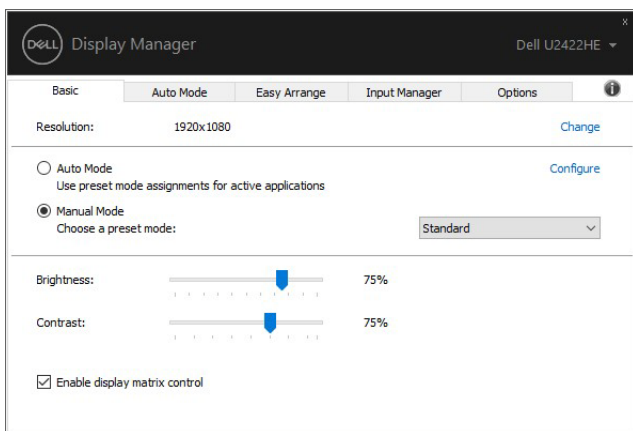 x
DELL Display Manager Dell U2422HE
Basic Auto Mode Easy Arrange Input Manager Options i
Resolution: 1920x1080 Change
Auto Mode Configure
Use preset mode assignments for active applications
Manual Mode
Choose a preset mode: Standard
Brightness: 75%
Contrast: 75%
Enable display matrix control